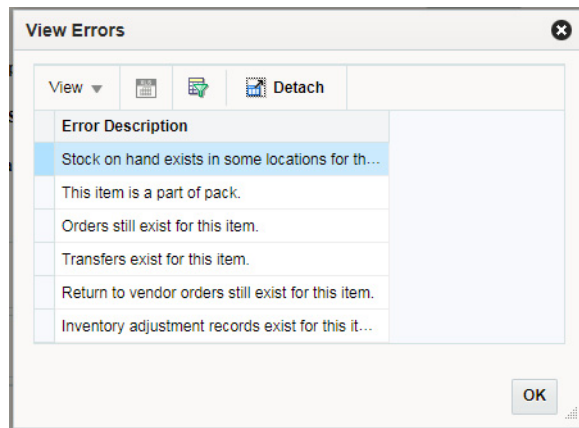 View Errors
View
Detach
Error Description
Stock on hand exists in some locations for th...
This item is a part of pack.
Orders still exist for this item.
Transfers exist for this item.
Return to vendor orders still exist for this item.
Inventory adjustment records exist for this it...
OK